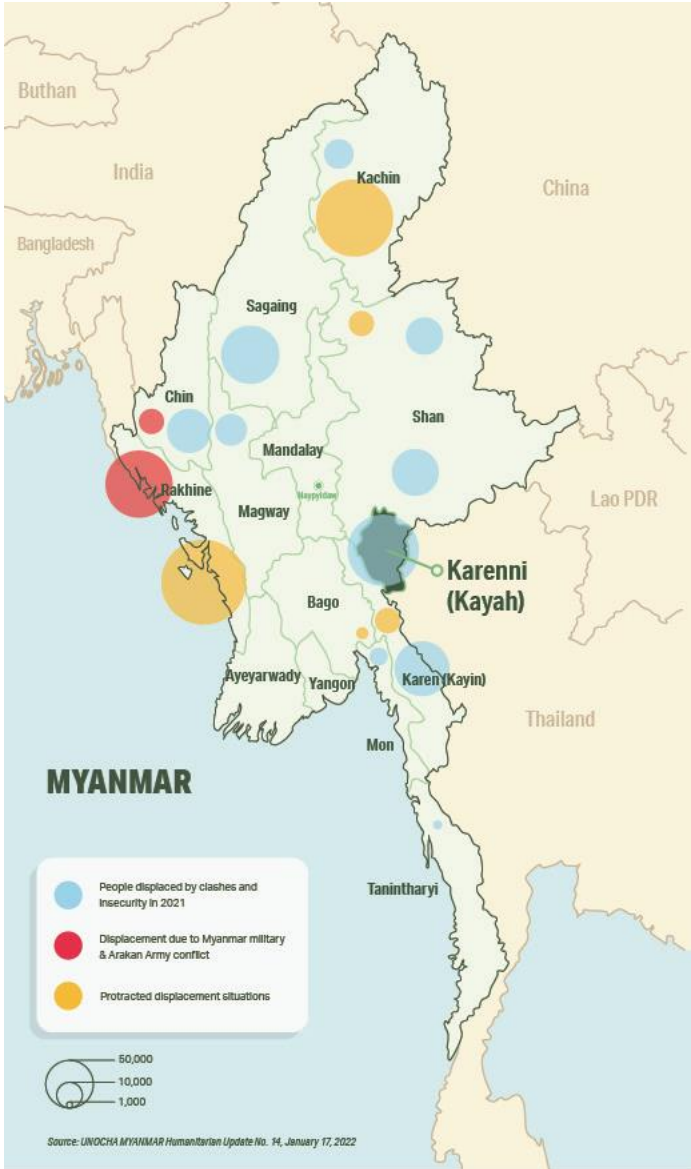 Buthan
India
Kachin
China
Bangladesh
Sagaing
Chin
Shan
Mandalay
Rakhine
Naypyidaw
Lao PDR
Magway
Karenni
(Kayah)
Bago
Ayeyarwady
Yangon
Karen (Kayin)
Thailand
Mon
MYANMAR
Tanintharyi
People displaced by clashes and
insecurity in 2021
Displacement due to Myanmar military
& Arakan Army conflict
Protracted displacement situations
50,000
10,000
1,000
Source: UNOCHA MYANMAR Humanitarian Update No. 14, January 17, 2022